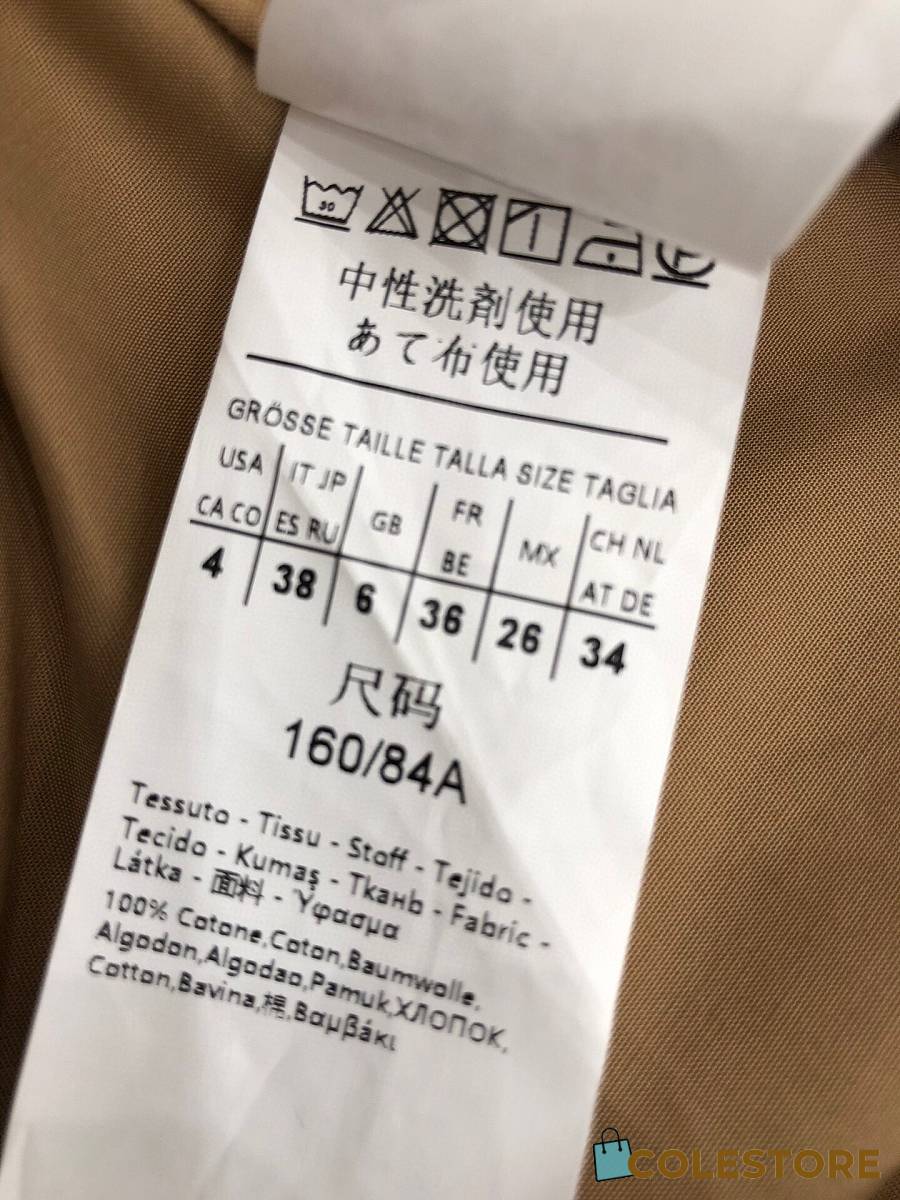 30
P
中性洗剤使用
あて布使用
GRÖSSE TAILLE TALLA SIZE TAGLIA
USA IT JP GB FR MX CH NL
CA CO ES RU BE AT DE
4 38 6 36 26 34
尺码
160/84A
Tessuto - Tissu - Stoff - Tejido -
Tecido - Kumaş - Ткань - Fabric -
Látka - 面料 - Ύφασμα
100% Cotone,Coton,Baumwolle,
Algodon,Algodao,Pamuk,ХЛОПОК,
Cotton,Bavlna,棉,Βαμβάκι
COLESTORE